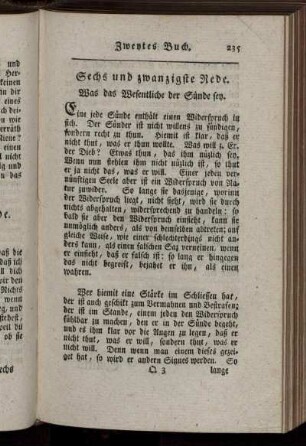 Zweytes Buch. 235
Sechs und zwanzigste Rede.
Was das Wesentliche der Sünde sey.
Eine jede Sünde enthält einen Widerspruch in
sich. Der Sünder ist nicht willens zu sündigen,
sondern recht zu thun. Hiemit ist klar, daß er
nicht thut, was er thun wollte. Was will z. Ex.
der Dieb? Etwas thun, das ihm nüzlich sey.
Wenn nun stehlen ihm nicht nüzlich ist, so thut
er ja nicht das, was er will. Einer jeden ver-
nünftigen Seele aber ist ein Widerspruch von Na-
tur zuwider. So lange sie dasjenige, worinn
der Widerspruch liegt, nicht sieht, wird sie durch
nichts abgehalten, widersprechend zu handeln; so
bald sie aber den Widerspruch einsieht, kann sie
unmöglich anders, als von demselben abtreten; auf
gleiche Weise, wie einer schlechterdings nicht an-
ders kann, als einen falschen Saz verneinen, wenn
er einsieht, daß er falsch ist: so lang er hingegen
das nicht begreift, bejahet er ihn, als einen
wahren.
Wer hiemit eine Stärke im Schließen hat,
der ist auch geschikt zum Vermahnen und Bestrafen;
der ist im Stande, einem jeden den Widerspruch
fühlbar zu machen, den er in der Sünde begeht,
und es ihm klar vor die Augen zu legen, daß er
nicht thut, was er will, sondern thut, was er
nicht will. Denn wenn man einem dieses gezei-
get hat, so wird er andern Sinnes werden. So
Q 3 lange